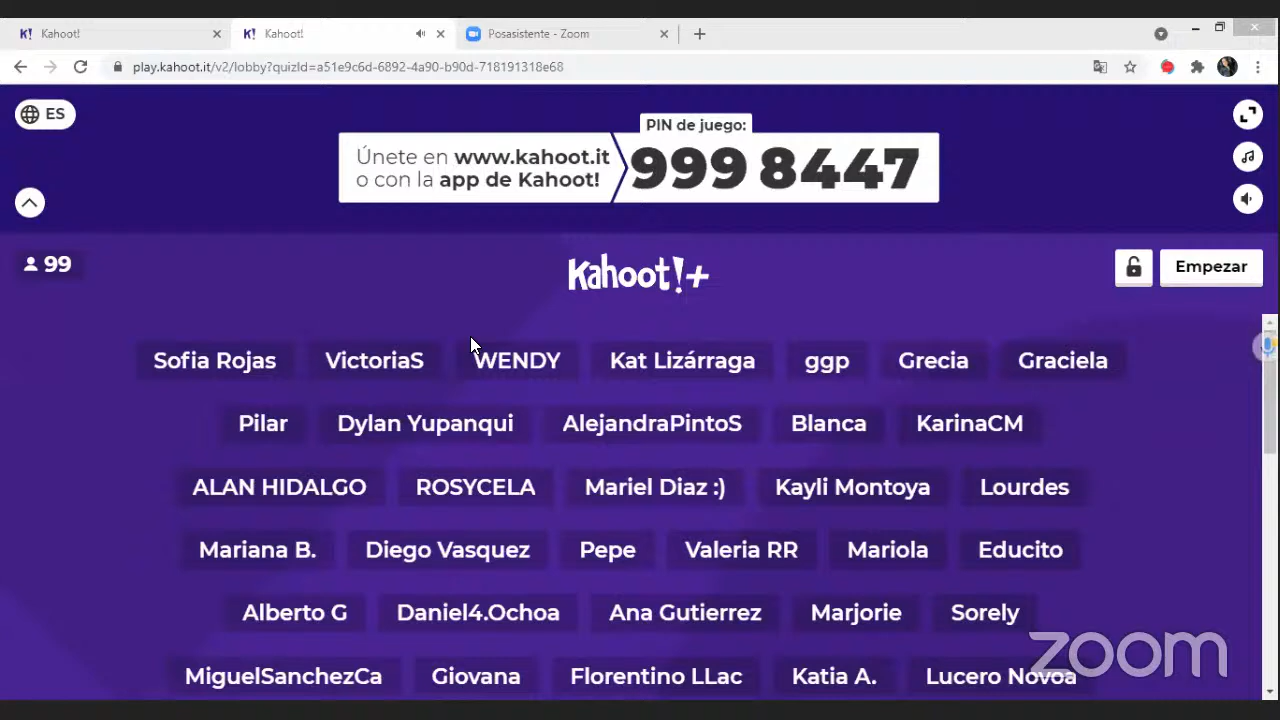 Kahoot!
Kahoot!
Posasistente - Zoom
play.kahoot.it/v2/lobby?quizId=a51e9c6d-6892-4a90-b90d-718191318e68
ES
PIN de juego:
Únete en www.kahoot.it
o con la app de Kahoot!
999 8447
99
Kahoot!+
Empezar
Sofia Rojas VictoriaS WENDY Kat Lizárraga ggp Grecia Graciela
Pilar Dylan Yupanqui AlejandraPintoS Blanca KarinaCM
ALAN HIDALGO ROSYCELA Mariel Diaz :) Kayli Montoya Lourdes
Mariana B. Diego Vasquez Pepe Valeria RR Mariola Educito
Alberto G Daniel4.Ochoa Ana Gutierrez Marjorie Sorely
MiguelSanchezCa Giovana Florentino LLac Katia A. Lucero Novoa
zoom